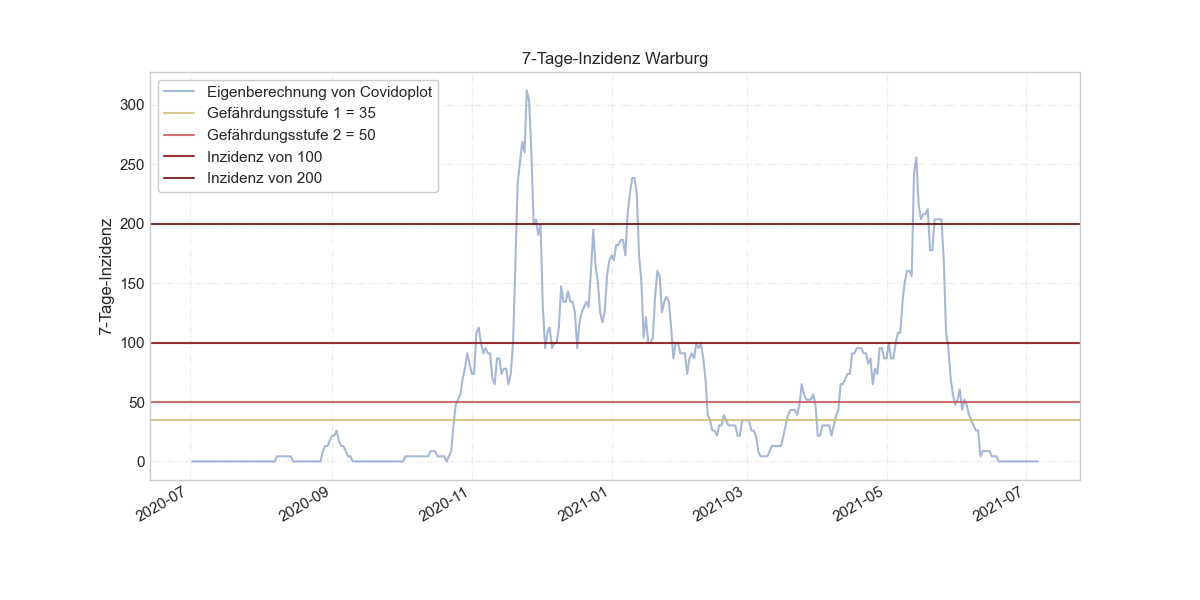 7-Tage-Inzidenz Warburg
Eigenberechnung von Covidoplot
Gefährdungsstufe 1 = 35
Gefährdungsstufe 2 = 50
Inzidenz von 100
Inzidenz von 200
7-Tage-Inzidenz
300
250
200
150
100
50
0
2020-07
2020-09
2020-11
2021-01
2021-03
2021-05
2021-07